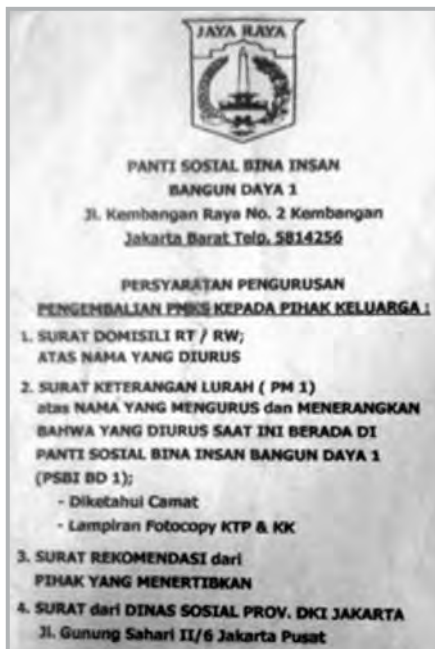 JAYA RAYA
PANTI SOSIAL BINA INSAN
BANGUN DAYA 1
Jl. Kembangan Raya No. 2 Kembangan
Jakarta Barat Telp. 5814256
PERSYARATAN PENGURUSAN
PENGEMBALIAN PMKS KEPADA PIHAK KELUARGA :
1. SURAT DOMISILI RT / RW;
ATAS NAMA YANG DIURUS
2. SURAT KETERANGAN LURAH ( PM 1)
atas NAMA YANG MENGURUS dan MENERANGKAN
BAHWA YANG DIURUS SAAT INI BERADA DI
PANTI SOSIAL BINA INSAN BANGUN DAYA 1
(PSBI BD 1);
- Diketahui Camat
- Lampiran Fotocopy KTP & KK
3. SURAT REKOMENDASI dari
PIHAK YANG MENERTIBKAN
4. SURAT dari DINAS SOSIAL PROV. DKI JAKARTA
Jl. Gunung Sahari II/6 Jakarta Pusat